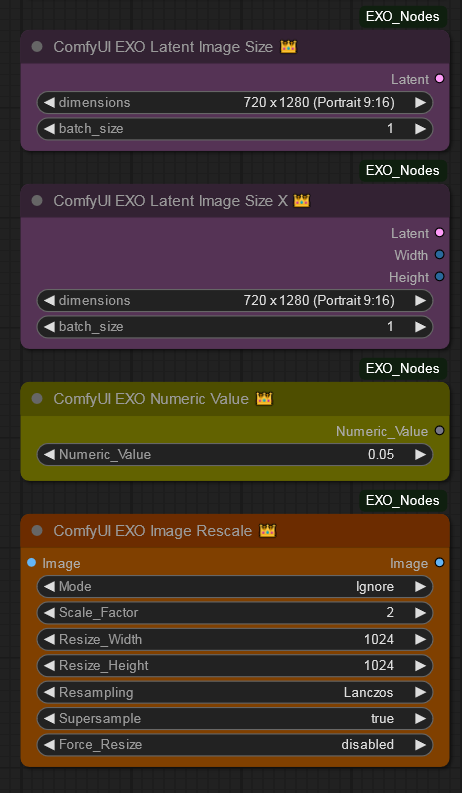 EXO_Nodes
ComfyUI EXO Latent Image Size 👑
Latent
dimensions 720 x 1280 (Portrait 9:16)
batch_size 1
EXO_Nodes
ComfyUI EXO Latent Image Size X 👑
Latent
Width
Height
dimensions 720 x 1280 (Portrait 9:16)
batch_size 1
EXO_Nodes
ComfyUI EXO Numeric Value 👑
Numeric_Value
Numeric_Value 0.05
EXO_Nodes
ComfyUI EXO Image Rescale 👑
Image Image
Mode Ignore
Scale_Factor 2
Resize_Width 1024
Resize_Height 1024
Resampling Lanczos
Supersample true
Force_Resize disabled